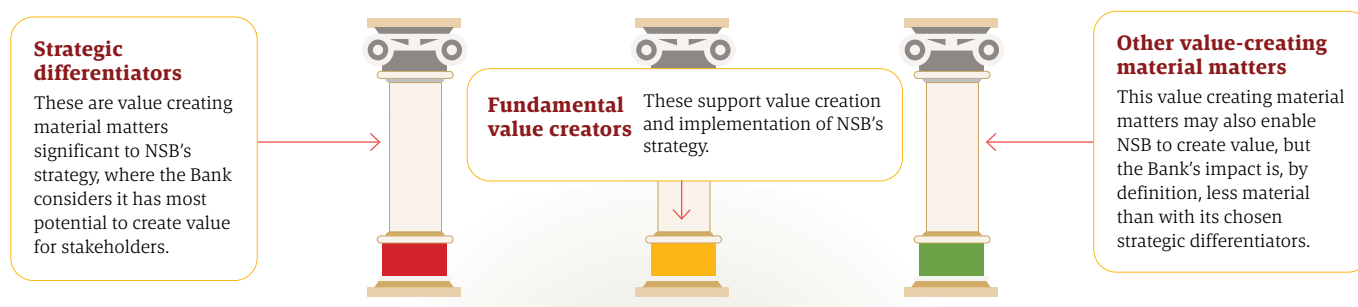 Strategic
differentiators
These are value creating
material matters
significant to NSB's
strategy, where the Bank
considers it has most
potential to create value
for stakeholders.
Fundamental
value creators
These support value creation
and implementation of NSB's
strategy.
Other value-creating
material matters
This value creating material
matters may also enable
NSB to create value, but
the Bank's impact is, by
definition, less material
than with its chosen
strategic differentiators.